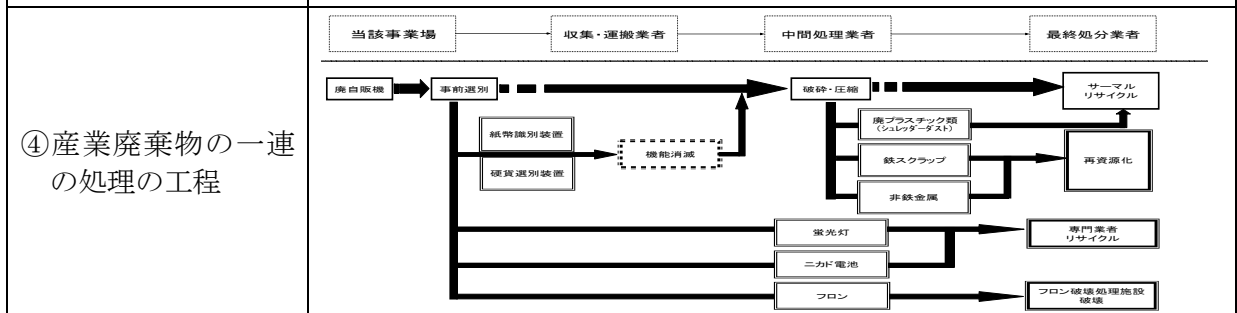 ④産業廃棄物の一連
の処理の工程
当該事業場
収集・運搬業者
中間処理業者
最終処分業者
廃自販機
事前選別
破砕・圧縮
サーマル
リサイクル
紙幣識別装置
硬貨選別装置
機能消滅
廃プラスチック類
(シュレッダーダスト)
鉄スクラップ
非鉄金属
再資源化
蛍光灯
専門業者
リサイクル
ニカド電池
フロン
フロン破壊処理施設
破壊